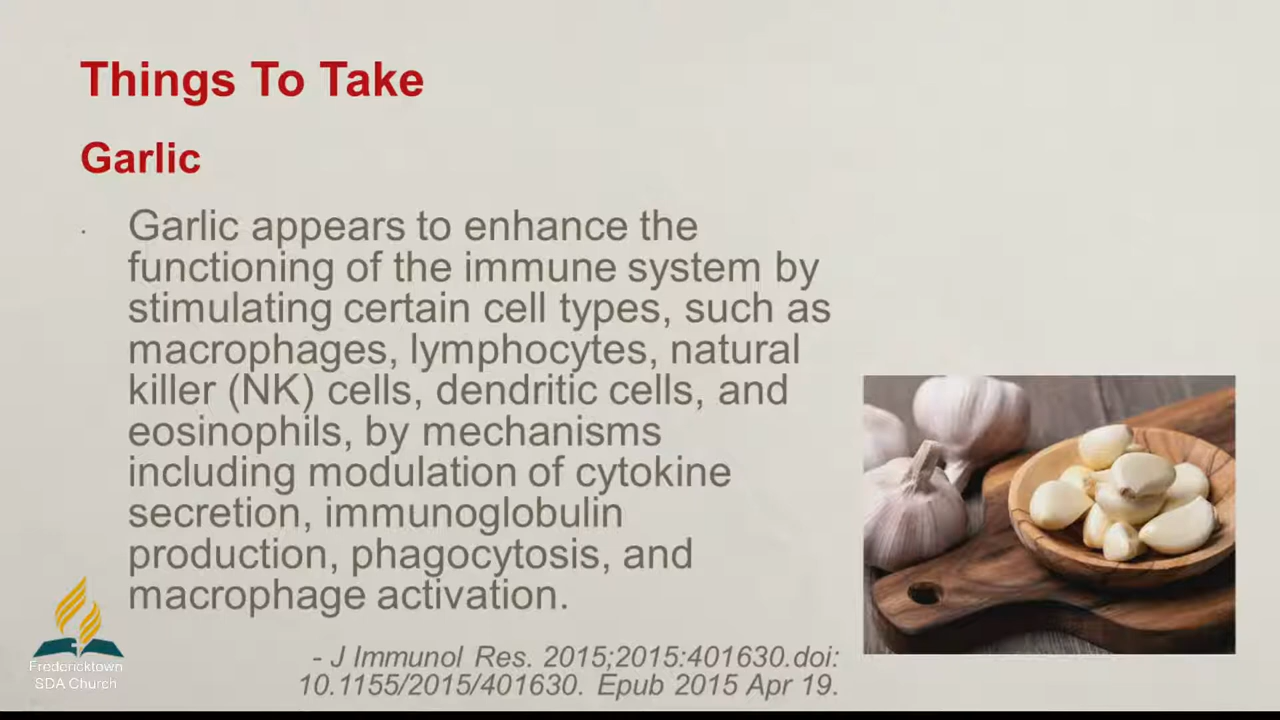 Things To Take
Garlic
· Garlic appears to enhance the
functioning of the immune system by
stimulating certain cell types, such as
macrophages, lymphocytes, natural
killer (NK) cells, dendritic cells, and
eosinophils, by mechanisms
including modulation of cytokine
secretion, immunoglobulin
production, phagocytosis, and
macrophage activation.
- J Immunol Res. 2015;2015:401630.doi:
10.1155/2015/401630. Epub 2015 Apr 19.
Fredericktown
SDA Church